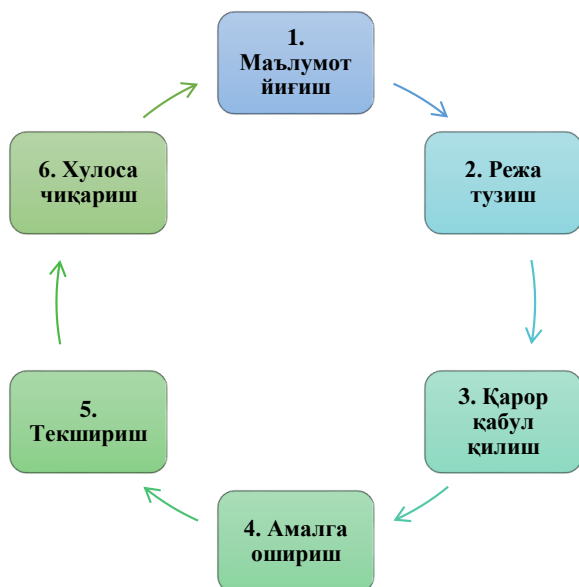 1.
Маълумот
йиғиш
2. Режа
тузиш
3. Қарор
қабул
қилиш
4. Амалга
ошириш
5.
Текшириш
6. Хулоса
чиқариш